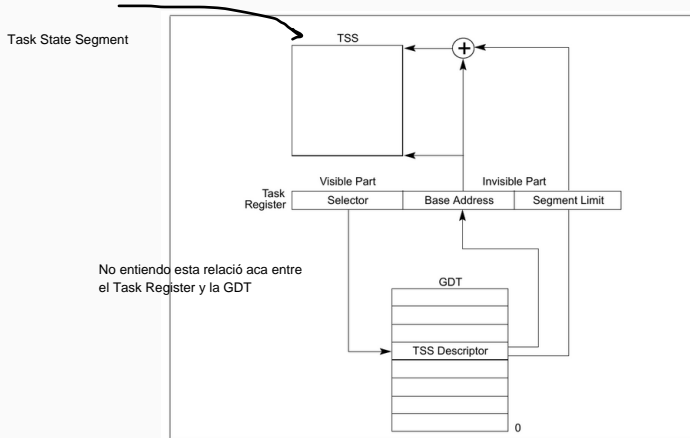 Task State Segment
TSS
+
Visible Part
Invisible Part
Task
Register
Selector
Base Address
Segment Limit
No entiendo esta relació aca entre
el Task Register y la GDT
GDT
TSS Descriptor
0